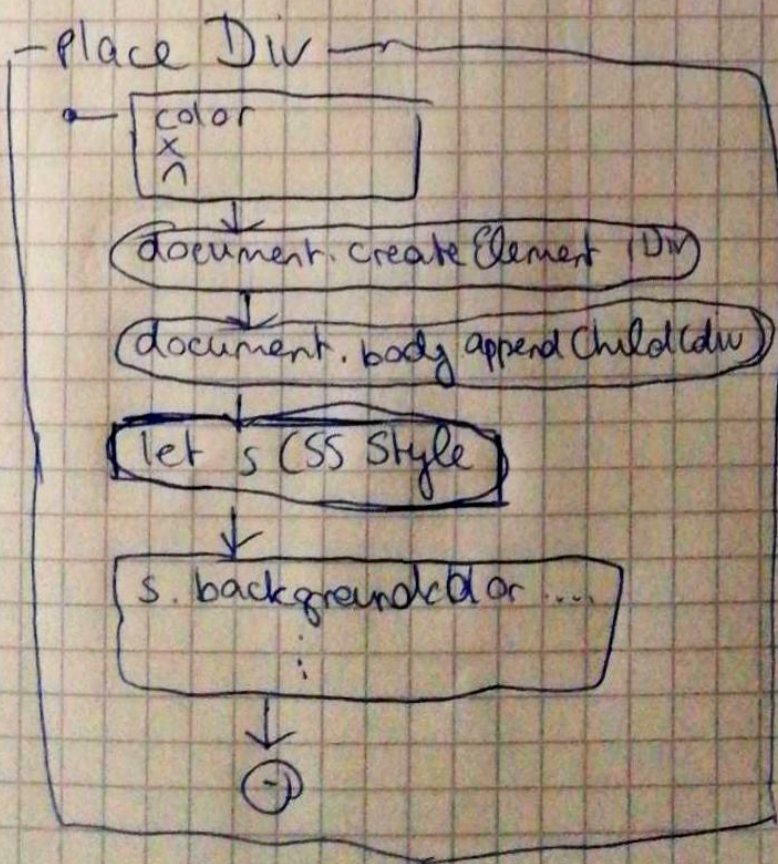 place Div
color
x
n
document.createElement (Div)
document.body appendChild(div)
let s CSS Style
s.backgroundcolor ....